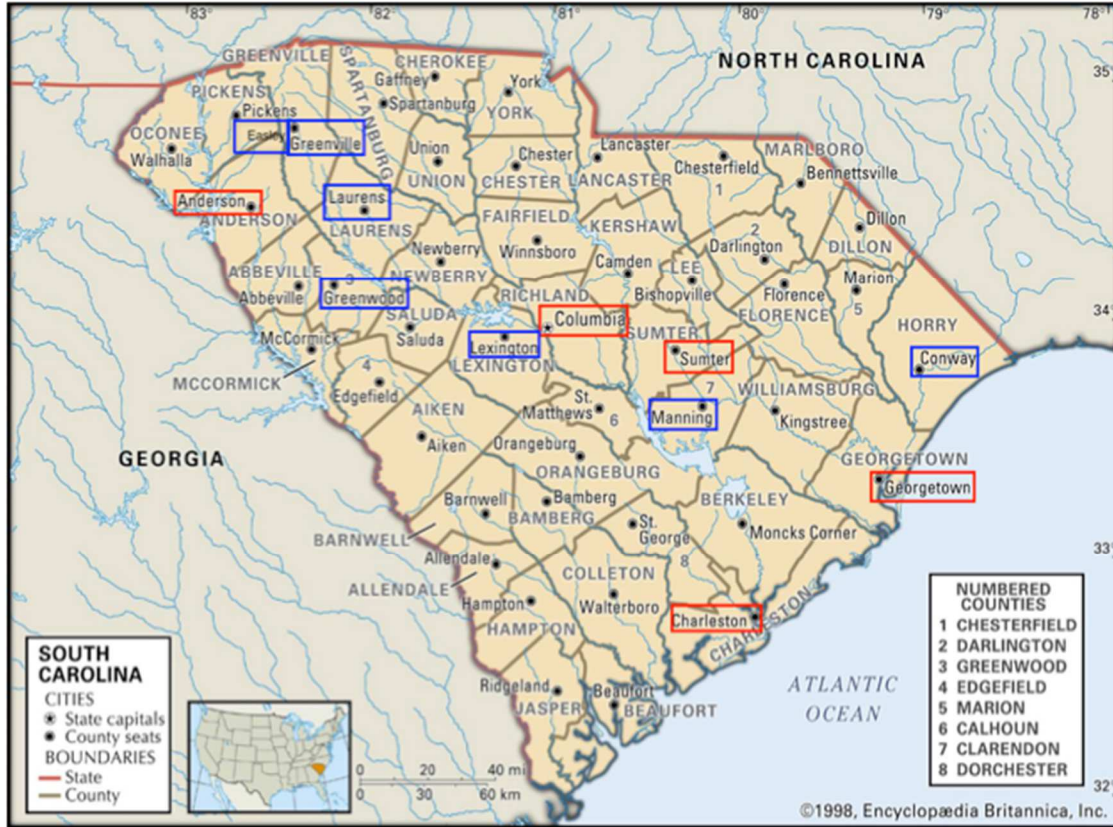 83°
82
81°
80
79
78°
35°
NORTH CAROLINA
GREENVILLE
SPARTANBURG
CHEROKEE
Gaffney
York
YORK
PICKENS
Pickens
Spartanburg
OCONEE
Walhalla
Easley
Greenville
Union
UNION
Chester
CHESTER
Lancaster
LANCASTER
Chesterfield
1
MARLBORO
Bennettsville
Anderson
ANDERSON
Laurens
LAURENS
FAIRFIELD
Winnsboro
KERSHAW
Camden
2
Darlington
Dillon
DILLON
Newberry
NEWBERRY
LEE
Bishopville
ABBEVILLE
Abbeville
3
Greenwood
RICHLAND
Columbia
Florence
FLORENCE
Marion
5
34°
HORRY
Conway
SALUDA
Saluda
Lexington
LEXINGTON
SUMTER
Sumter
McCormick
MCCORMICK
4
Edgefield
7
Manning
WILLIAMSBURG
Kingstree
AIKEN
Aiken
St.
Matthews
6
GEORGIA
Orangeburg
ORANGEBURG
GEORGETOWN
Georgetown
Barnwell
BARNWELL
Bamberg
BAMBERG
BERKELEY
Moncks Corner
St.
George
33°
Allendale
ALLENDALE
8
COLLETON
Walterboro
Hampton
HAMPTON
Charleston
CHARLESTON
Ridgeland
JASPER
Beaufort
BEAUFORT
ATLANTIC
OCEAN
32°
SOUTH
CAROLINA
CITIES
State capitals
County seats
BOUNDARIES
State
County
0 20 40 mi
0 30 60 km
NUMBERED
COUNTIES
1 CHESTERFIELD
2 DARLINGTON
3 GREENWOOD
4 EDGEFIELD
5 MARION
6 CALHOUN
7 CLARENDON
8 DORCHESTER
©1998, Encyclopædia Britannica, Inc.